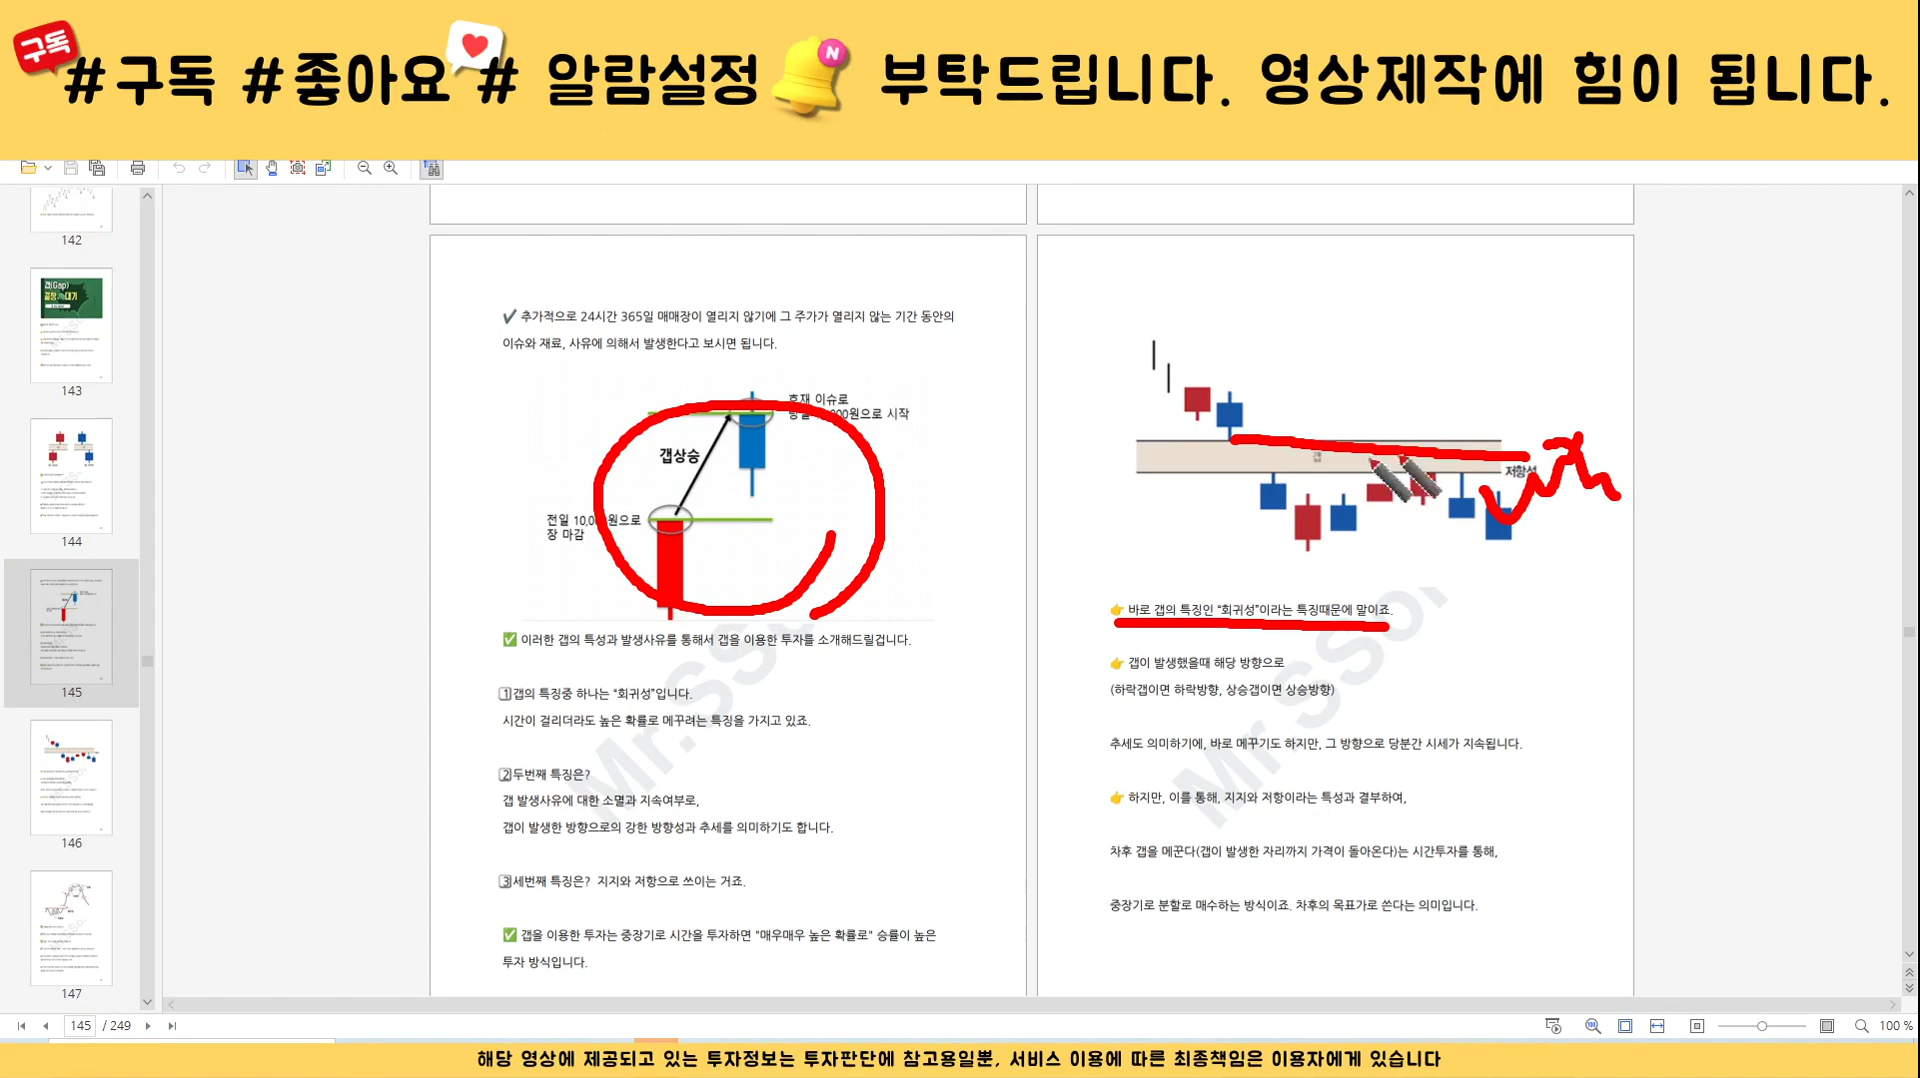 구독
#구독 #좋아요 # 알람설정 N 부탁드립니다. 영상제작에 힘이 됩니다.
142
갭(Gap)
143
144
145
146
147
✔ 추가적으로 24시간 365일 매매장이 열리지 않기에 그 주가가 열리지 않는 기간 동안의
이슈와 재료, 사유에 의해서 발생한다고 보시면 됩니다.
호재 이슈로
원으로 시작
갭상승
전일 10,000원으로
장 마감
✅ 이러한 갭의 특성과 발생사유를 통해서 갭을 이용한 투자를 소개해드릴겁니다.
1갭의 특징중 하나는 "회귀성"입니다.
시간이 걸리더라도 높은 확률로 메꾸려는 특징을 가지고 있죠.
2두번째 특징은?
갭 발생사유에 대한 소멸과 지속여부로,
갭이 발생한 방향으로의 강한 방향성과 추세를 의미하기도 합니다.
3세번째 특징은? 지지와 저항으로 쓰이는 거죠.
✅ 갭을 이용한 투자는 중장기로 시간을 투자하면 "매우매우 높은 확률로" 승률이 높은
투자 방식입니다.
Mr.SSo
저항선
👉 바로 갭의 특징인 "회귀성"이라는 특징때문에 말이죠.
👉 갭이 발생했을때 해당 방향으로
(하락갭이면 하락방향, 상승갭이면 상승방향)
추세도 의미하기에, 바로 메꾸기도 하지만, 그 방향으로 당분간 시세가 지속됩니다.
👉 하지만, 이를 통해, 지지와 저항이라는 특성과 결부하여,
차후 갭을 메꾼다(갭이 발생한 자리까지 가격이 돌아온다)는 시간투자를 통해,
중장기로 분할로 매수하는 방식이죠. 차후의 목표가로 쓴다는 의미입니다.
Mr.SSo
145 / 249
100 %
해당 영상에 제공되고 있는 투자정보는 투자판단에 참고용일뿐, 서비스 이용에 따른 최종책임은 이용자에게 있습니다